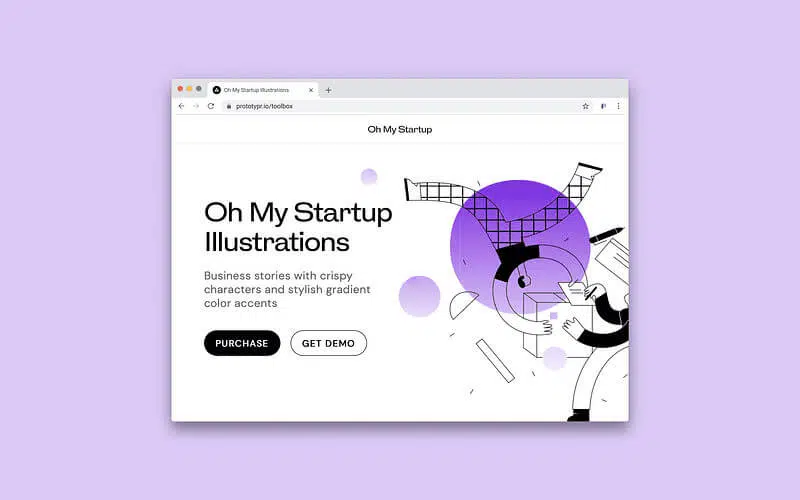 Oh My Startup Illustrations
prototypr.io/toolbox
Oh My Startup
Oh My Startup
Illustrations
Business stories with crispy
characters and stylish gradient
color accents
PURCHASE
GET DEMO